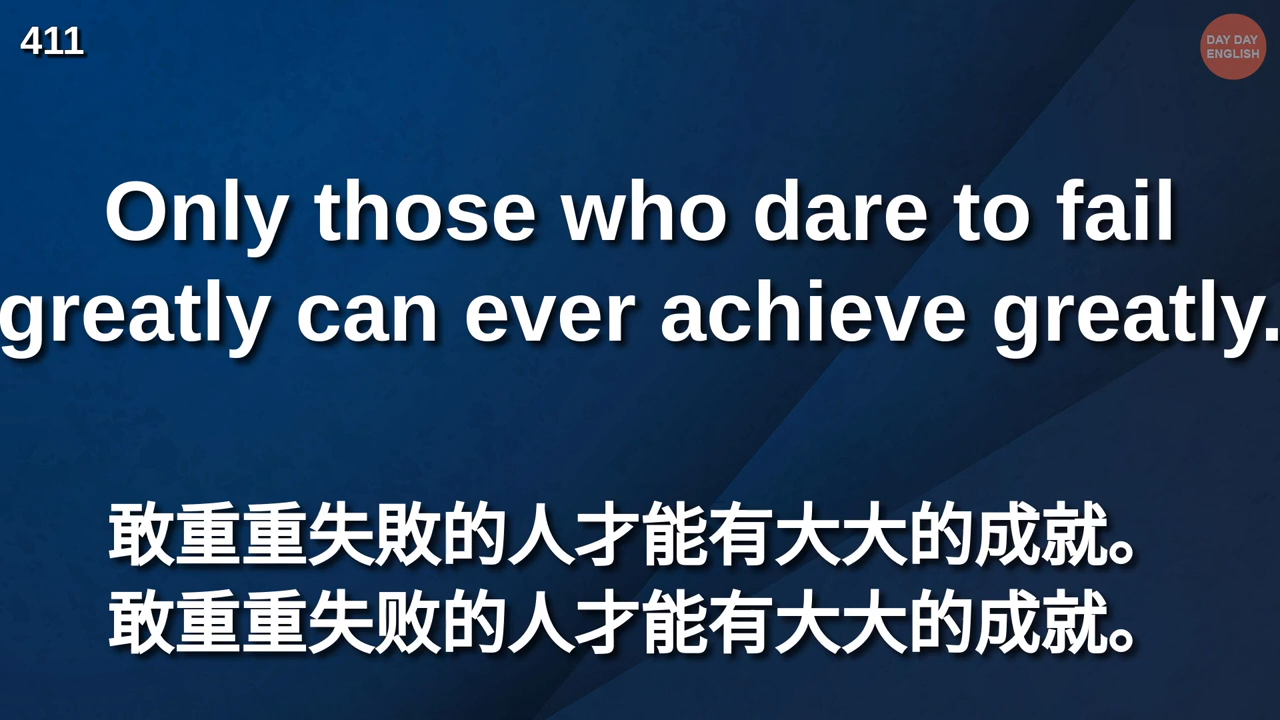 411
DAY DAY
ENGLISH
Only those who dare to fail
greatly can ever achieve greatly.
敢重重失敗的人才能有大大的成就。
敢重重失败的人才能有大大的成就。